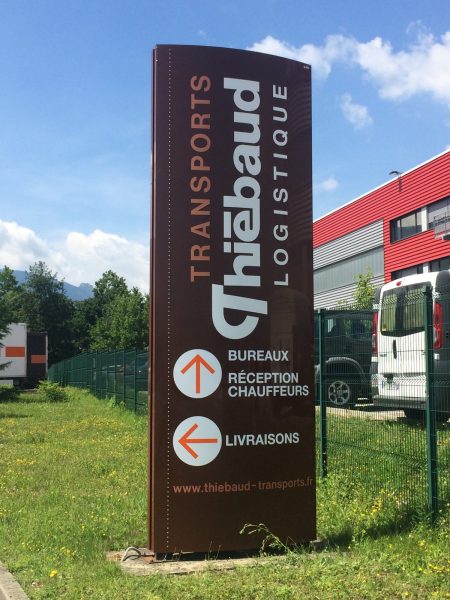 TRANSPORTS
Thiébaud
LOGISTIQUE
BUREAUX
RÉCEPTION
CHAUFFEURS
LIVRAISONS
www.thiebaud-transports.fr